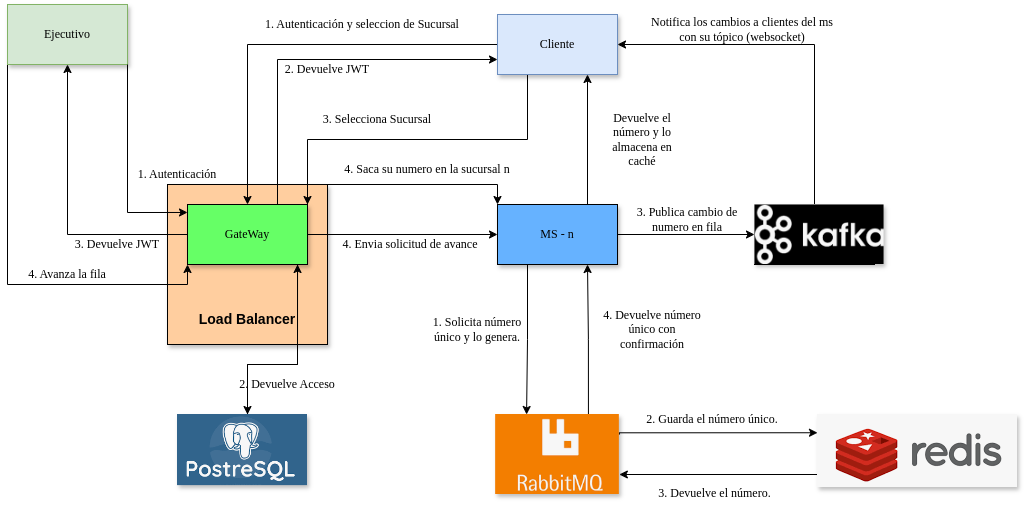 Ejecutivo
1. Autenticación y seleccion de Sucursal
Cliente
Notifica los cambios a clientes del ms
con su tópico (websocket)
2. Devuelve JWT
3. Selecciona Sucursal
Devuelve el
número y lo
almacena en
caché
1. Autenticación
4. Saca su numero en la sucursal n
GateWay
3. Devuelve JWT
4. Envia solicitud de avance
MS - n
3. Publica cambio de
numero en fila
kafka
4. Avanza la fila
Load Balancer
1. Solicita número
único y lo genera.
4. Devuelve número
único con
confirmación
2. Devuelve Acceso
PostreSQL
RabbitMQ
2. Guarda el número único.
redis
3. Devuelve el número.